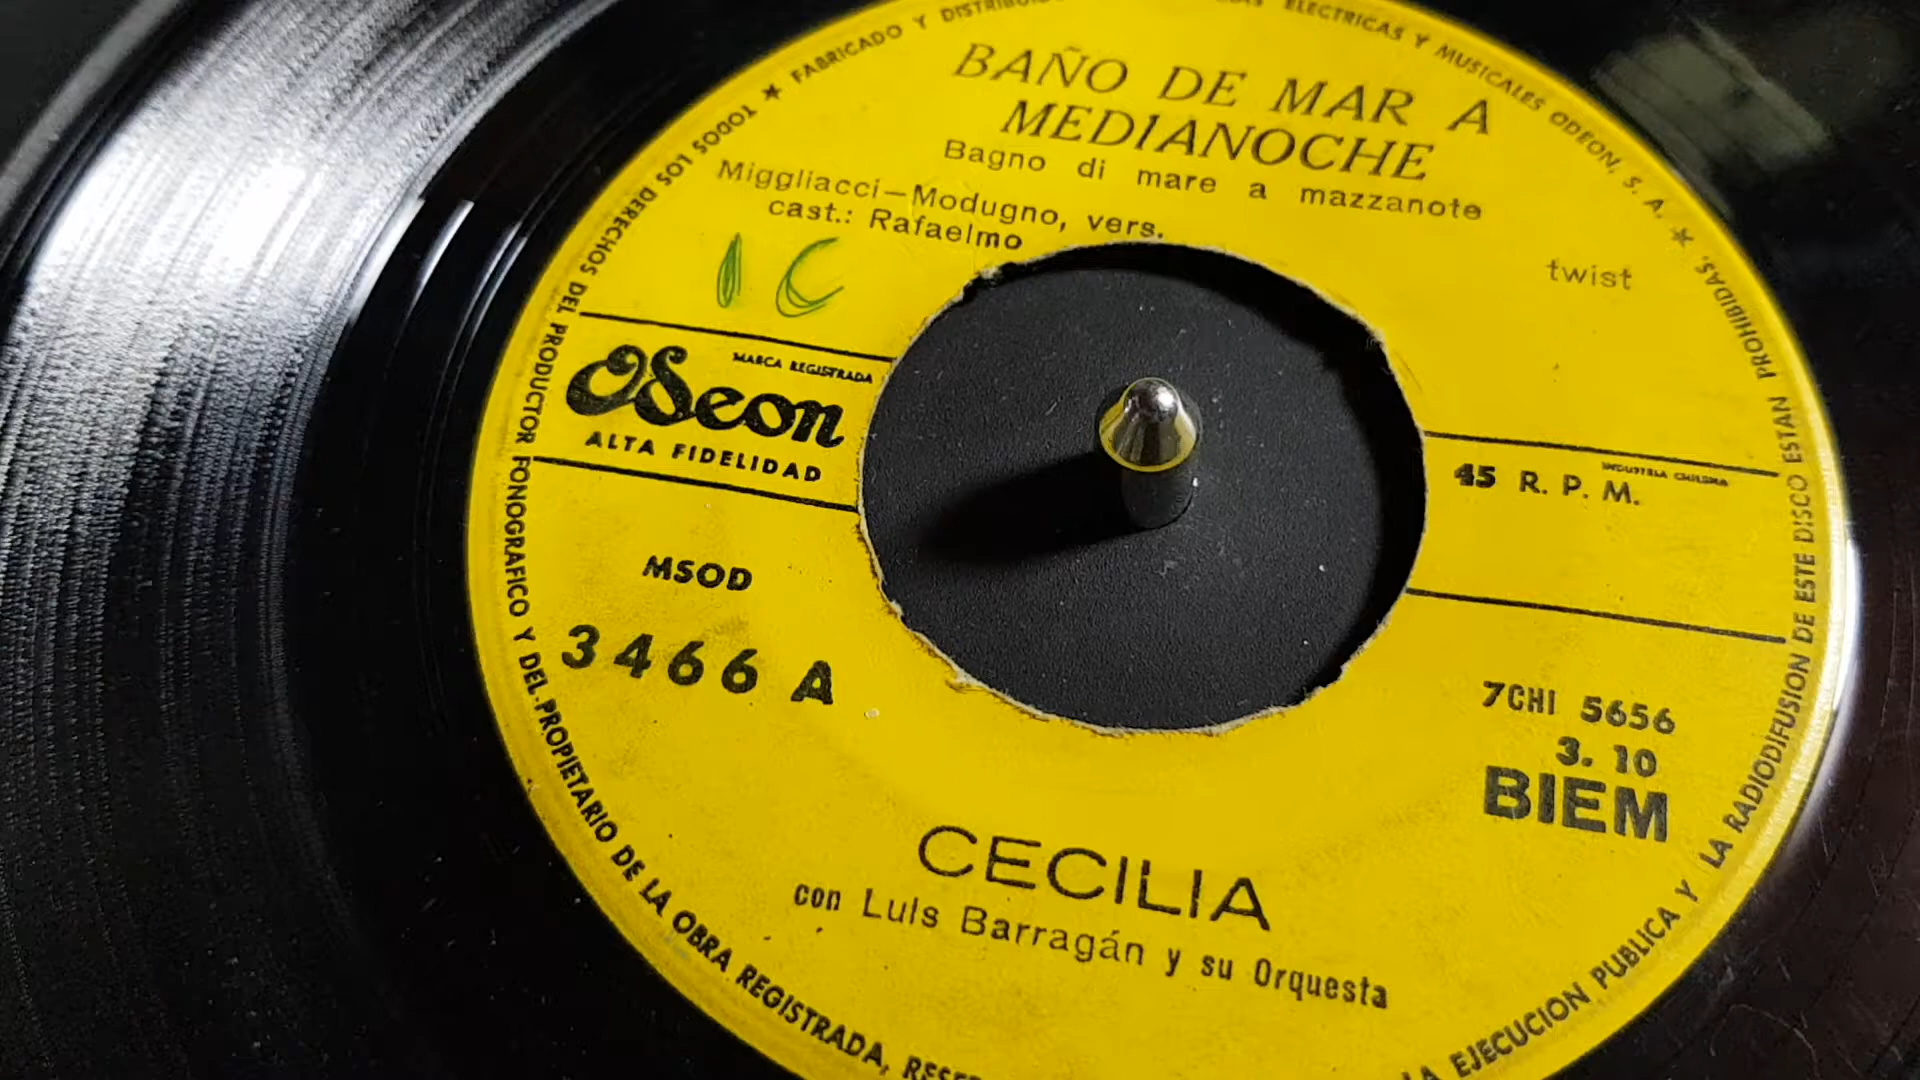 BAÑO DE MAR A
MEDIANOCHE
Bagno di mare a mazzanote
Miggliacci—Modugno, vers.
cast.: Rafaelmo
twist
1C
MARCA REGISTRADA
Odeon
ALTA FIDELIDAD
45 R. P. M.
INDUSTRIA CHILENA
MSOD
3466 A
7CHI 5656
3. 10
BIEM
CECILIA
con Luis Barragán y su Orquesta
TODOS LOS DERECHOS DEL PRODUCTOR FONOGRAFICO Y DEL PROPIETARIO DE LA OBRA REGISTRADA,
LA EJECUCION PUBLICA Y LA RADIODIFUSION DE ESTE DISCO ESTAN PROHIBIDAS. ★
★ FABRICADO Y ELECTRICAS Y MUSICALES ODEON, S. A.